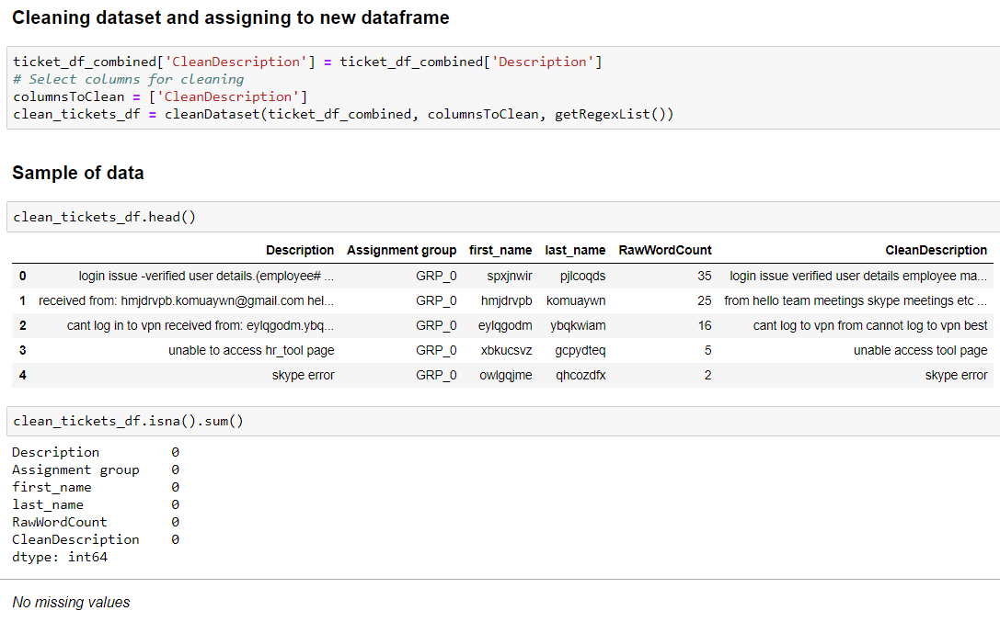 Cleaning dataset and assigning to new dataframe
ticket_df_combined['CleanDescription'] = ticket_df_combined['Description']
# Select columns for cleaning
columnsToClean = ['CleanDescription']
clean_tickets_df = cleanDataset(ticket_df_combined, columnsToClean, getRegexList())
Sample of data
clean_tickets_df.head()
Description Assignment group first_name last_name RawWordCount CleanDescription
0 login issue -verified user details.(employee# ... GRP_0 spxjnwir pjlcoqds 35 login issue verified user details employee ma...
1 received from: hmjdrvpb.komuaywn@gmail.com hel... GRP_0 hmjdrvpb komuaywn 25 from hello team meetings skype meetings etc ...
2 cant log in to vpn received from: eylqgodm.ybq... GRP_0 eylqgodm ybqkwiam 16 cant log to vpn from cannot log to vpn best
3 unable to access hr_tool page GRP_0 xbkucsvz gcpydteq 5 unable access tool page
4 skype error GRP_0 owlgqjme qhcozdfx 2 skype error
clean_tickets_df.isna().sum()
Description 0
Assignment group 0
first_name 0
last_name 0
RawWordCount 0
CleanDescription 0
dtype: int64
No missing values